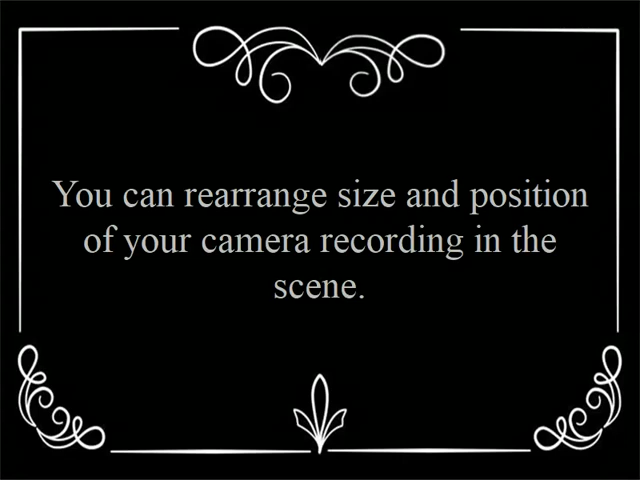 You can rearrange size and position
of your camera recording in the
scene.